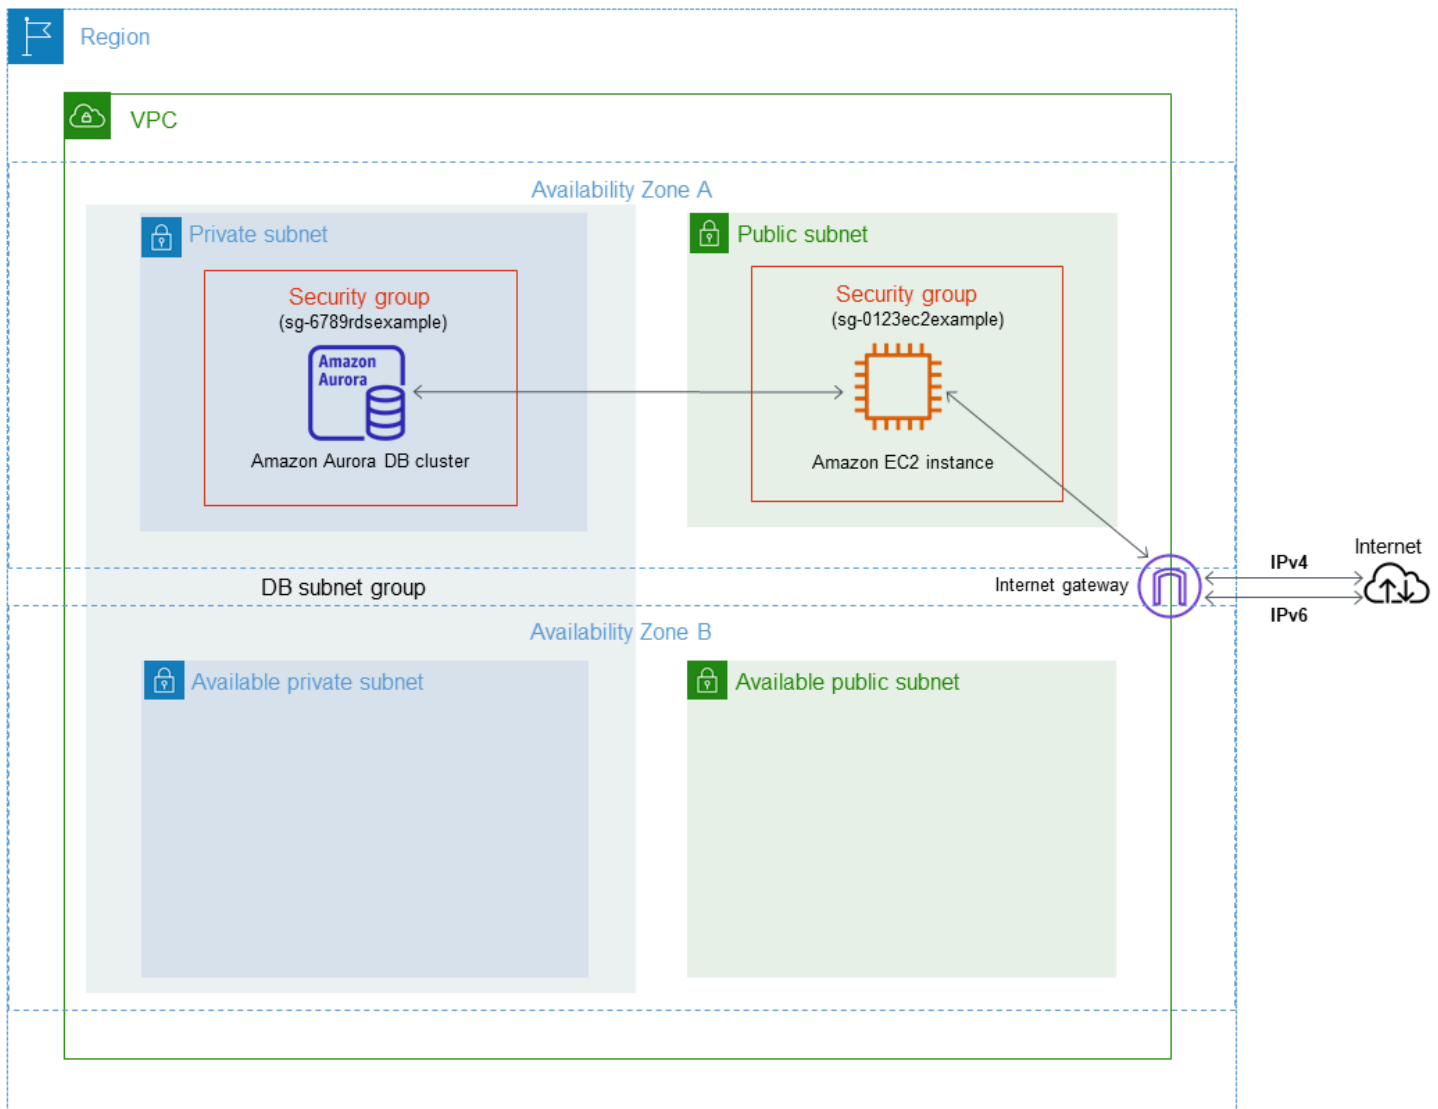 Region
VPC
Availability Zone A
Private subnet
Public subnet
Security group
(sg-6789rdsexample)
Security group
(sg-0123ec2example)
Amazon
Aurora
Amazon Aurora DB cluster
Amazon EC2 instance
Internet
IPv4
DB subnet group
Internet gateway
IPv6
Availability Zone B
Available private subnet
Available public subnet